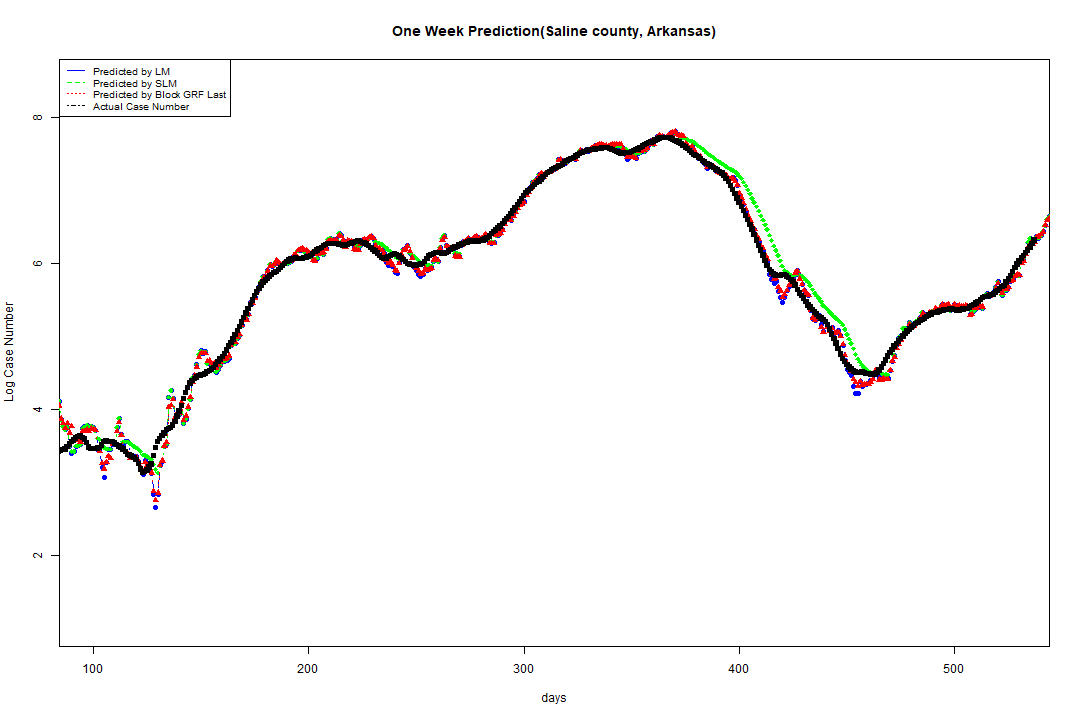 One Week Prediction(Saline county, Arkansas)
Predicted by LM
Predicted by SLM
Predicted by Block GRF Last
Actual Case Number
8
6
4
2
Log Case Number
100 200 300 400 500
days